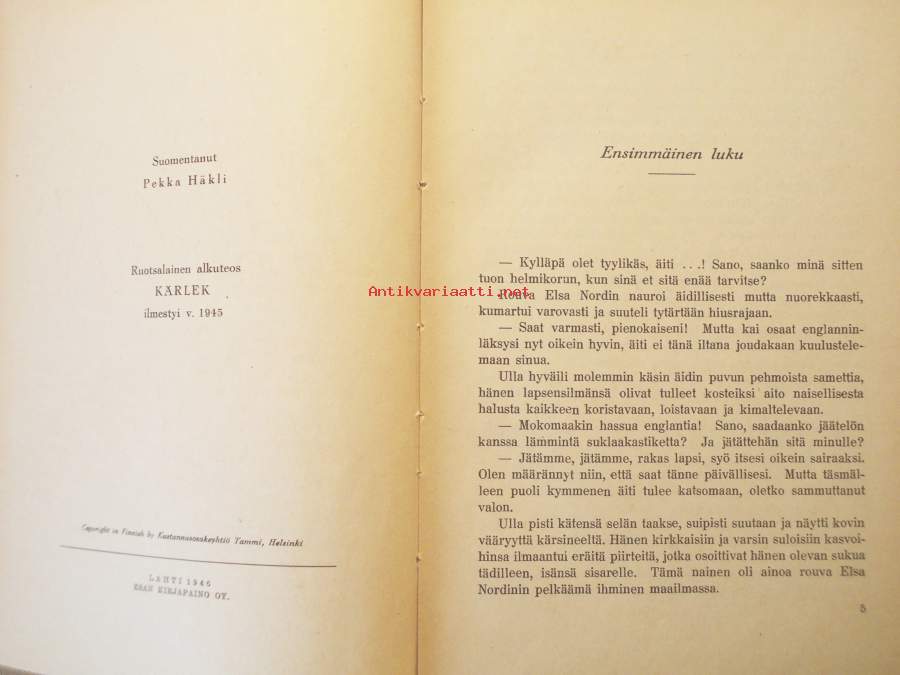 Suomentanut
Pekka Häkli
Ruotsalainen alkuteos
KÄRLEK
ilmestyi v. 1945
Copyright in Finnish by Kustannusosakeyhtiö Tammi, Helsinki
LAHTI 1946
ESAN KIRJAPAINO OY.
Ensimmäinen luku
— Kylläpä olet tyylikäs, äiti . . .! Sano, saanko minä sitten
tuon helmikorun, kun sinä et sitä enää tarvitse?
Antikvariaatti.net
Rouva Elsa Nordin nauroi äidillisesti mutta nuorekkaasti,
kumartui varovasti ja suuteli tytärtään hiusrajaan.
— Saat varmasti, pienokaiseni! Mutta kai osaat englannin-
läksysi nyt oikein hyvin, äiti ei tänä iltana joudakaan kuulustele-
maan sinua.
Ulla hyväili molemmin käsin äidin puvun pehmoista samettia,
hänen lapsensilmänsä olivat tulleet kosteiksi aito naisellisesta
halusta kaikkeen koristavaan, loistavaan ja kimaltelevaan.
— Mokomaakin hassua englantia! Sano, saadaanko jäätelön
kanssa lämmintä suklaakastiketta? Ja jätättehän sitä minulle?
— Jätämme, jätämme, rakas lapsi, syö itsesi oikein sairaaksi.
Olen määrännyt niin, että saat tänne päivällisesi. Mutta täsmäl-
leen puoli kymmenen äiti tulee katsomaan, oletko sammuttanut
valon.
Ulla pisti kätensä selän taakse, suipisti suutaan ja näytti kovin
vääryyttä kärsineeltä. Hänen kirkkaisiin ja varsin suloisiin kasvoi-
hinsa ilmaantui eräitä piirteitä, jotka osoittivat hänen olevan sukua
tädilleen, isänsä sisarelle. Tämä nainen oli ainoa rouva Elsa
Nordinin pelkäämä ihminen maailmassa.
5